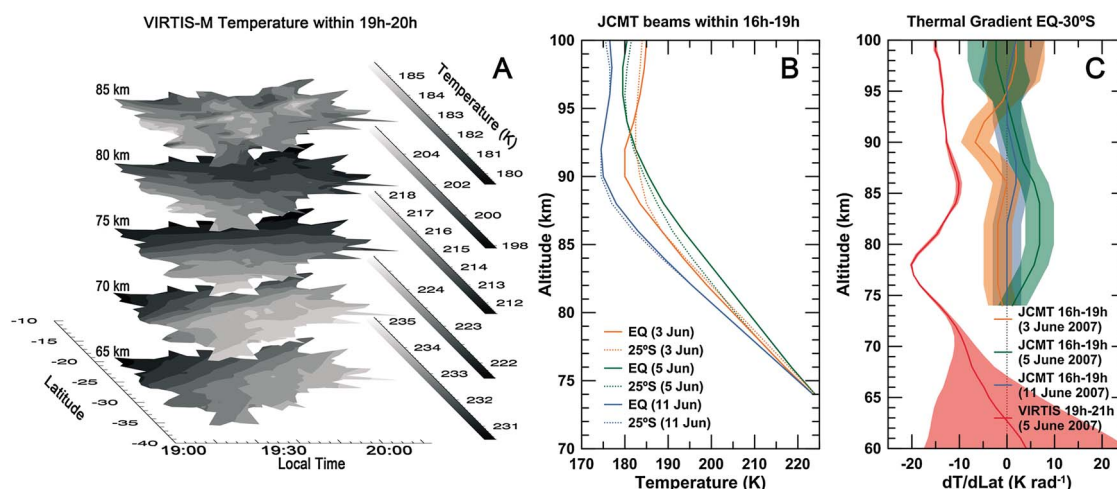 VIRTIS-M Temperature within 19h-20h
A
85 km
80 km
75 km
70 km
65 km
Temperature (K)
185
184
183
182
181
180
204
202
200
198
218
217
216
215
214
213
212
224
223
222
235
234
233
232
231
-10
-15
-20
-25
-30
-35
-40
Latitude
19:00
19:30
20:00
Local Time
JCMT beams within 16h-19h
B
100
95
90
85
80
75
70
Altitude (km)
EQ (3 Jun)
25ºS (3 Jun)
EQ (5 Jun)
25ºS (5 Jun)
EQ (11 Jun)
25ºS (11 Jun)
170 180 190 200 210 220
Temperature (K)
Thermal Gradient EQ-30ºS
C
100
95
90
85
80
75
70
65
60
Altitude (km)
JCMT 16h-19h
(3 June 2007)
JCMT 16h-19h
(5 June 2007)
JCMT 16h-19h
(11 June 2007)
VIRTIS 19h-21h
(5 June 2007)
-20 -10 0 10 20
dT/dLat (K rad⁻¹)